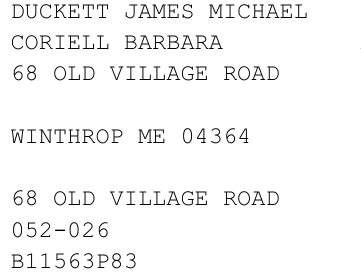 DUCKETT JAMES MICHAEL
CORIELL BARBARA
68 OLD VILLAGE ROAD
WINTHROP ME 04364
68 OLD VILLAGE ROAD
052-026
B11563P83